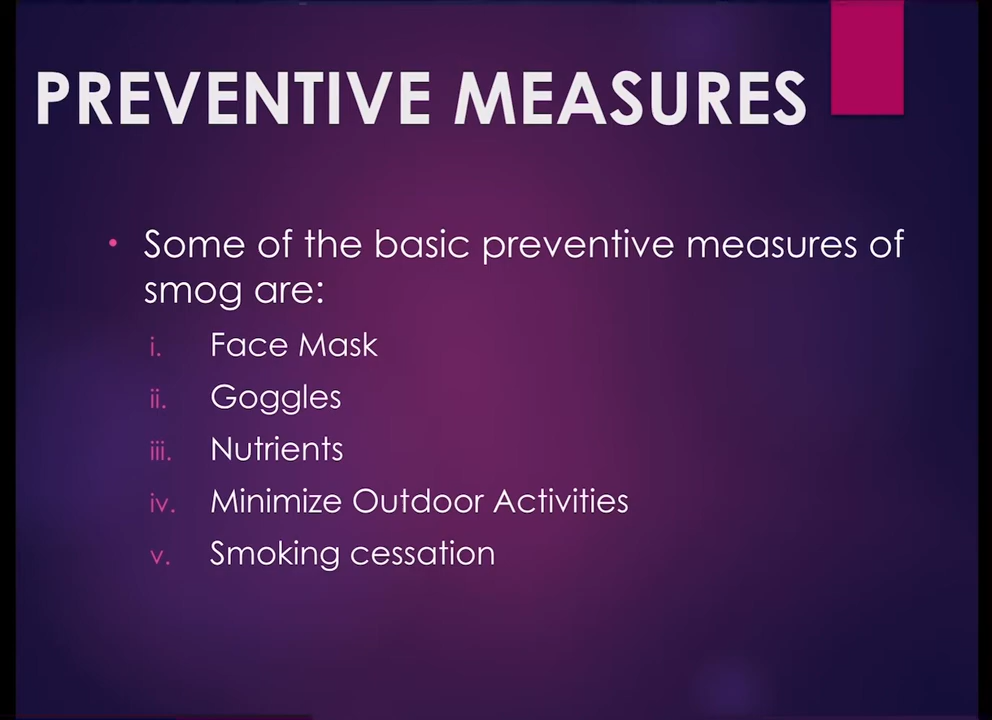 PREVENTIVE MEASURES
• Some of the basic preventive measures of
smog are:
i. Face Mask
ii. Goggles
iii. Nutrients
iv. Minimize Outdoor Activities
v. Smoking cessation